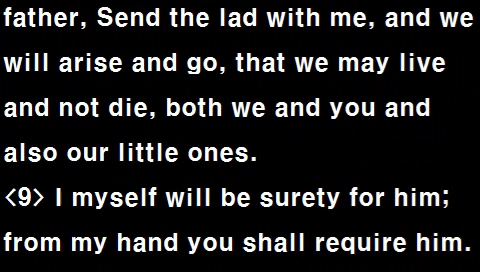 father, Send the lad with me, and we
will arise and go, that we may live
and not die, both we and you and
also our little ones.
<9> I myself will be surety for him;
from my hand you shall require him.